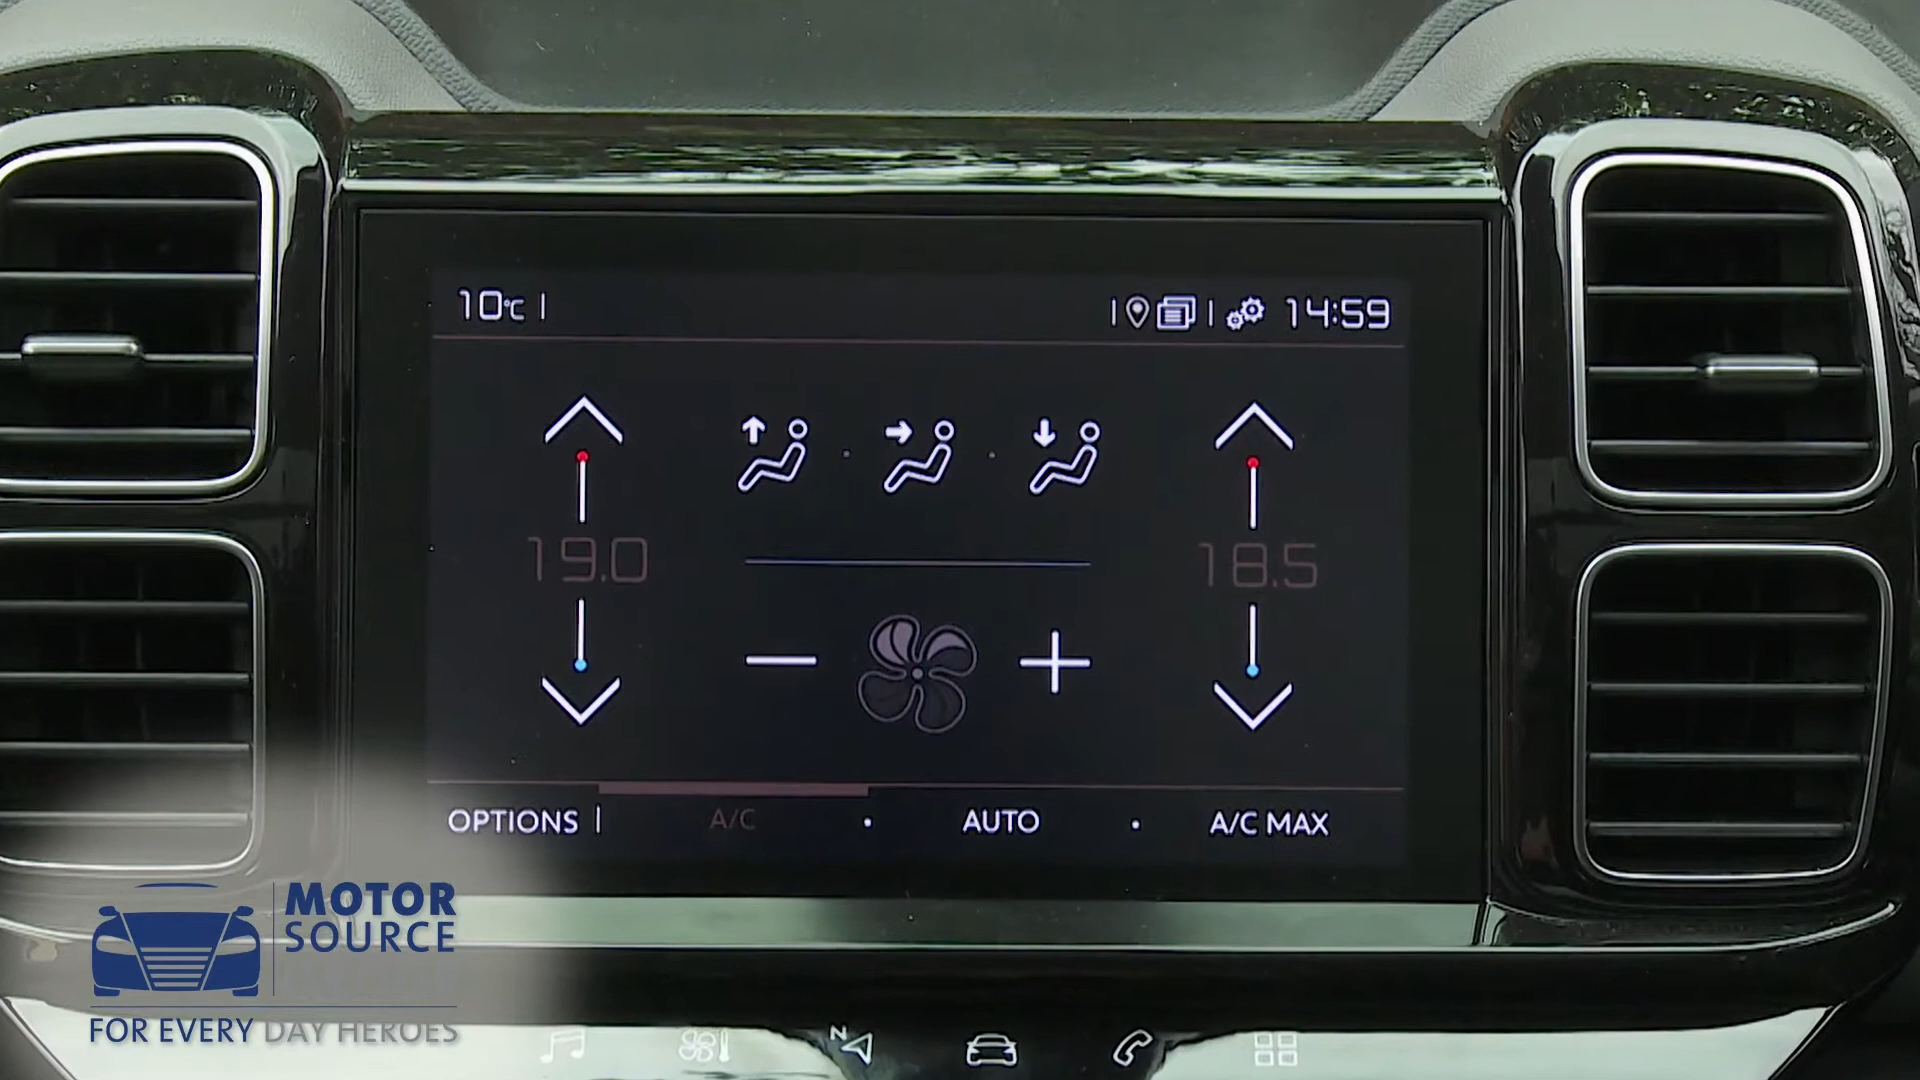 10°C
14:59
19.0
18.5
OPTIONS
A/C
AUTO
A/C MAX
MOTOR
SOURCE
FOR EVERY DAY HEROES
N